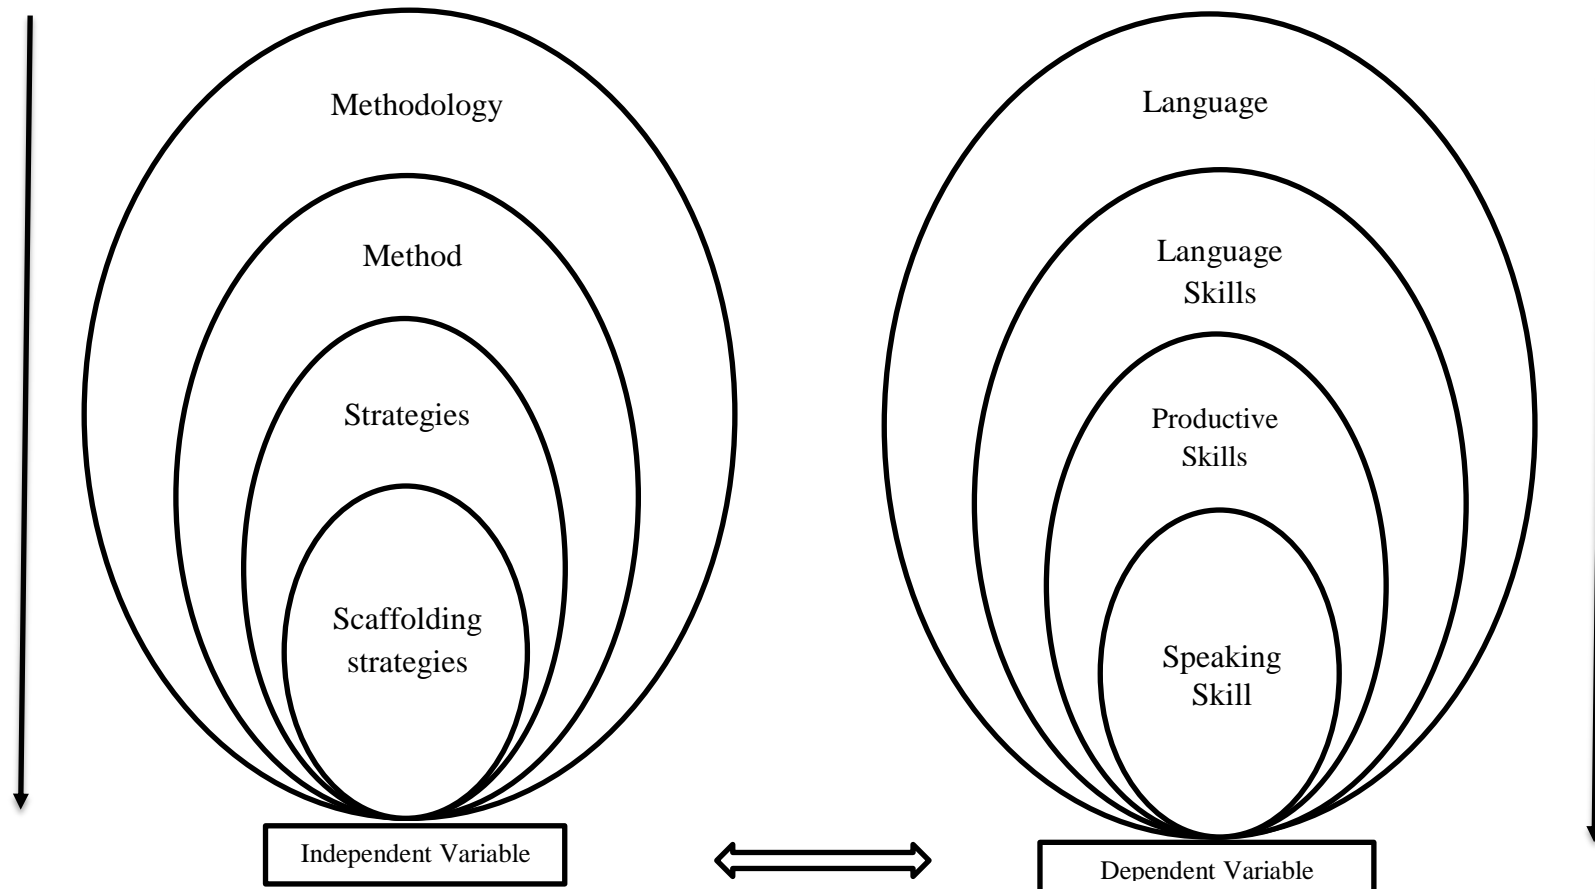 Methodology
Method
Strategies
Scaffolding
strategies
Independent Variable
Language
Language
Skills
Productive
Skills
Speaking
Skill
Dependent Variable